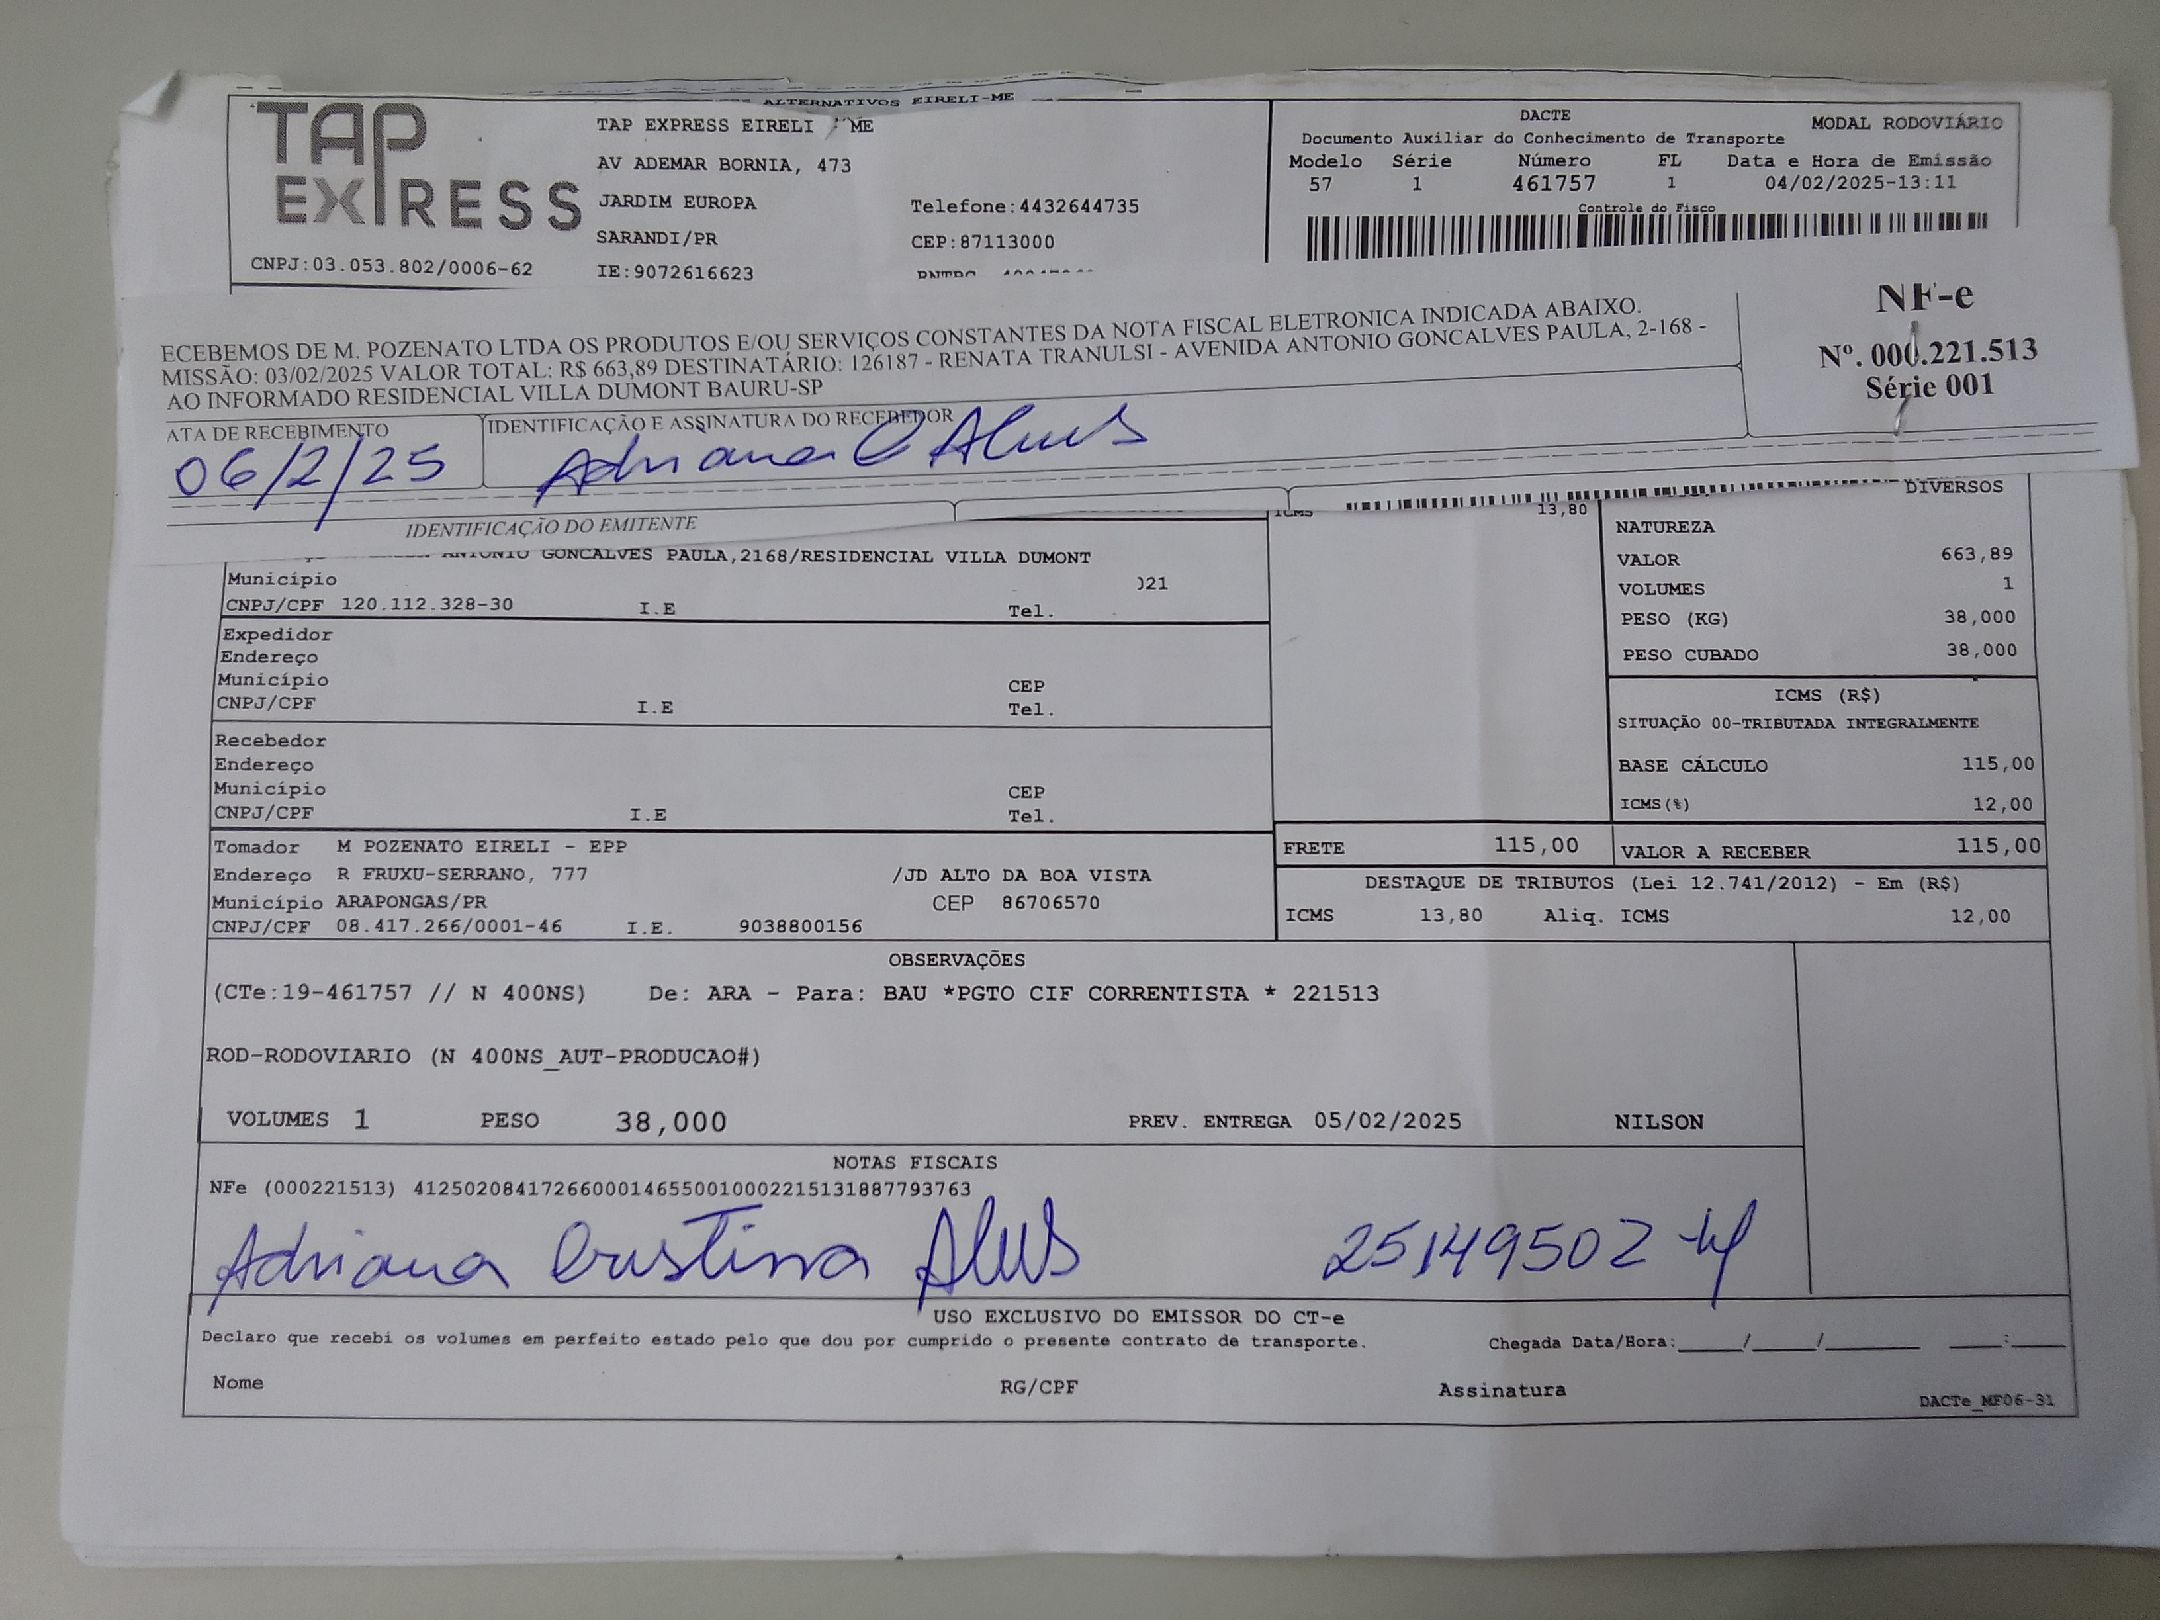 ALTERNATIVOS EIRELI-ME
TAP EXPRESS
TAP EXPRESS EIRELI ME
AV ADEMAR BORNIA, 473
JARDIM EUROPA Telefone:4432644735
SARANDI/PR CEP:87113000
CNPJ:03.053.802/0006-62 IE:9072616623
DACTE MODAL RODOVIÁRIO
Documento Auxiliar do Conhecimento de Transporte
Modelo Série Número FL Data e Hora de Emissão
57 1 461757 1 04/02/2025-13:11
Controle do Fisco
ECEBEMOS DE M. POZENATO LTDA OS PRODUTOS E/OU SERVIÇOS CONSTANTES DA NOTA FISCAL ELETRONICA INDICADA ABAIXO.
MISSÃO: 03/02/2025 VALOR TOTAL: R$ 663,89 DESTINATÁRIO: 126187 - RENATA TRANULSI - AVENIDA ANTONIO GONCALVES PAULA, 2-168 -
AO INFORMADO RESIDENCIAL VILLA DUMONT BAURU-SP
NF-e
Nº. 000.221.513
Série 001
ATA DE RECEBIMENTO IDENTIFICAÇÃO E ASSINATURA DO RECEBEDOR
06/2/25 Adriana C Alves
IDENTIFICAÇÃO DO EMITENTE
ANTONIO GONCALVES PAULA,2168/RESIDENCIAL VILLA DUMONT
Município 021
CNPJ/CPF 120.112.328-30 I.E Tel.
ICMS 13,80
DIVERSOS
NATUREZA
VALOR 663,89
VOLUMES 1
PESO (KG) 38,000
PESO CUBADO 38,000
Expedidor
Endereço
Município CEP
CNPJ/CPF I.E Tel.
ICMS (R$)
SITUAÇÃO 00-TRIBUTADA INTEGRALMENTE
BASE CÁLCULO 115,00
ICMS(%) 12,00
Recebedor
Endereço
Município CEP
CNPJ/CPF I.E Tel.
Tomador M POZENATO EIRELI - EPP
Endereço R FRUXU-SERRANO, 777 /JD ALTO DA BOA VISTA
Município ARAPONGAS/PR CEP 86706570
CNPJ/CPF 08.417.266/0001-46 I.E. 9038800156
FRETE 115,00 VALOR A RECEBER 115,00
DESTAQUE DE TRIBUTOS (Lei 12.741/2012) - Em (R$)
ICMS 13,80 Aliq. ICMS 12,00
OBSERVAÇÕES
(CTe:19-461757 // N 400NS) De: ARA - Para: BAU *PGTO CIF CORRENTISTA * 221513
ROD-RODOVIARIO (N 400NS_AUT-PRODUCAO#)
VOLUMES 1 PESO 38,000 PREV. ENTREGA 05/02/2025 NILSON
NOTAS FISCAIS
NFe (000221513) 41250208417266000146550010002215131887793763
Adriana Cristina Alves 25149502
USO EXCLUSIVO DO EMISSOR DO CT-e
Declaro que recebi os volumes em perfeito estado pelo que dou por cumprido o presente contrato de transporte. Chegada Data/Hora:_____/_____/_______ ____:____
Nome RG/CPF Assinatura DACTe_MF06-31